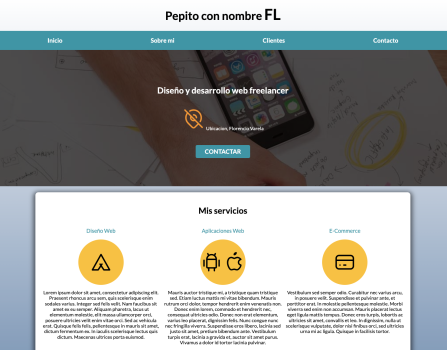 Pepito con nombre FL
Inicio Sobre mi Clientes Contacto
Diseño y desarrollo web freelancer
Ubicacion, Florencio Varela
CONTACTAR
Mis servicios
Diseño Web
Lorem ipsum dolor sit amet, consectetur adipiscing elit.
Praesent rhoncus arcu sem, quis scelerisque enim
sodales varius. Integer sed felis velit. Nam faucibus sit
amet ex eu semper. Aliquam pharetra, lacus ut
elementum molestie, elit massa ullamcorper orci,
posuere ultricies velit enim vitae orci. Sed ac vehicula
erat. Quisque felis felis, pellentesque in mauris sit amet,
dictum fermentum ex. In iaculis scelerisque lectus quis
dictum. Maecenas ultrices porta euismod.
Aplicaciones Web
Mauris auctor tristique mi, a tristique quam tristique
sed. Etiam luctus mattis mi vitae bibendum. Mauris
rutrum orci dolor, tempor hendrerit enim venenatis non.
Donec enim lorem, commodo et hendrerit nec,
consequat ultricies odio. Donec non erat elementum,
varius leo placerat, dignissim felis. Nunc congue nunc
nec fringilla viverra. Suspendisse eros libero, lacinia sed
justo sit amet, pretium bibendum ante. Vestibulum
turpis erat, lacinia a gravida et, auctor sit amet purus.
Vivamus a dolor id tortor lacinia pulvinar.
E-Commerce
Vestibulum sed semper odio. Curabitur nec varius arcu,
in posuere velit. Suspendisse et pulvinar ante, et
porttitor erat. In molestie pellentesque molestie. Morbi
viverra sed enim non accumsan. Mauris placerat lectus
eget ligula mattis tempus. Donec eros turpis, lobortis ac
ultricies sit amet, convallis et leo. In dignissim, nulla ut
scelerisque vulputate, dolor nisi finibus orci, sed ultricies
urna mi ac ligula. Quisque in facilisis tortor.